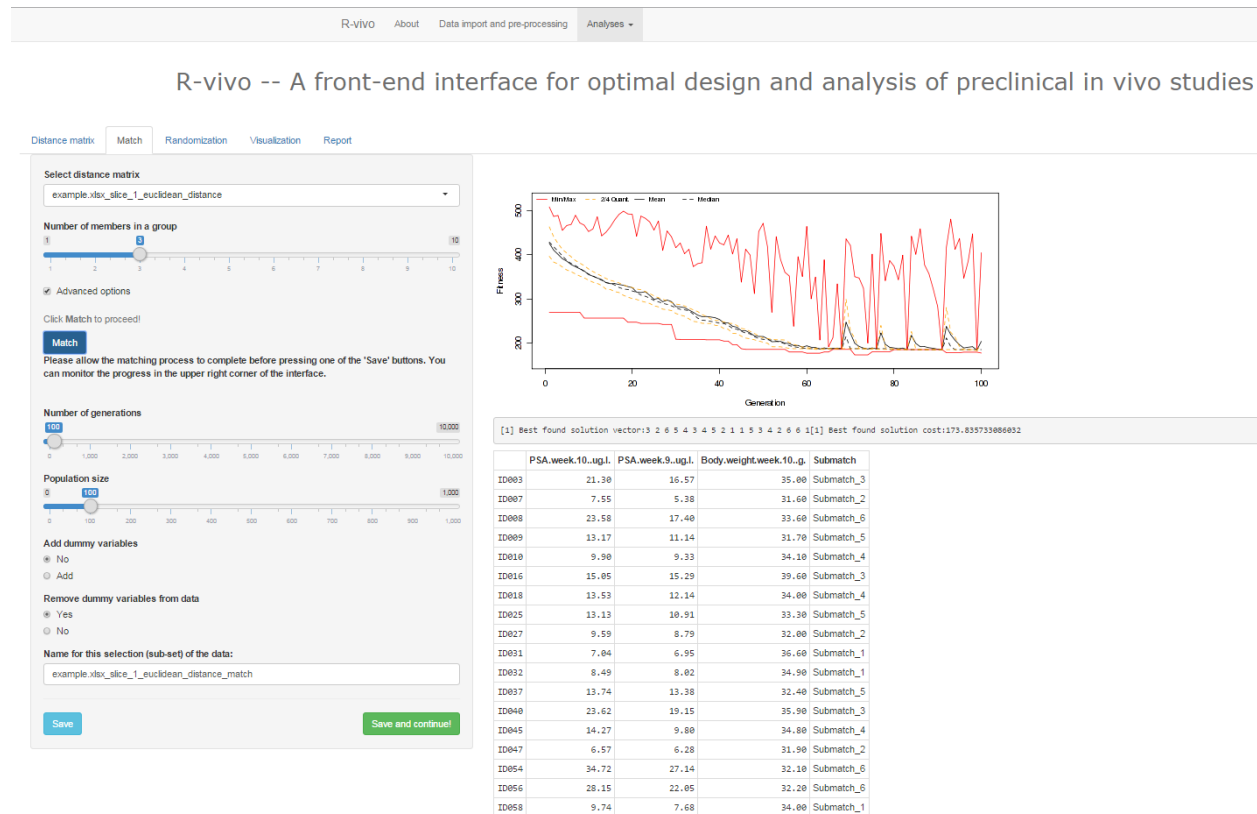 R-vivo About Data import and pre-processing Analyses
R-vivo -- A front-end interface for optimal design and analysis of preclinical in vivo studies
Distance matrix Match Randomization Visualization Report
Select distance matrix
example.xlsx_slice_1_euclidean_distance
Number of members in a group
1 3 10
1 2 3 4 5 6 7 8 9 10
Advanced options
Click Match to proceed!
Match
Please allow the matching process to complete before pressing one of the 'Save' buttons. You
can monitor the progress in the upper right corner of the interface.
Number of generations
100 10,000
0 1,000 2,000 3,000 4,000 5,000 6,000 7,000 8,000 9,000 10,000
Population size
0 100 1,000
0 100 200 300 400 500 600 700 800 900 1,000
Add dummy variables
No
Add
Remove dummy variables from data
Yes
No
Name for this selection (sub-set) of the data:
example.xlsx_slice_1_euclidean_distance_match
Save Save and continue!
Min/Max 2/4 Quant. Mean Median
Fitness
500
400
300
200
0 20 40 60 80 100
Generation
[1] Best found solution vector:3 2 6 5 4 3 4 5 2 1 1 5 3 4 2 6 6 1[1] Best found solution cost:173.835733086032
PSA.week.10..ug.l. PSA.week.9..ug.l. Body.weight.week.10..g. Submatch
ID003 21.30 16.57 35.00 Submatch_3
ID007 7.55 5.38 31.60 Submatch_2
ID008 23.58 17.40 33.60 Submatch_6
ID009 13.17 11.14 31.70 Submatch_5
ID010 9.90 9.33 34.10 Submatch_4
ID016 15.05 15.29 39.60 Submatch_3
ID018 13.53 12.14 34.00 Submatch_4
ID025 13.13 10.91 33.30 Submatch_5
ID027 9.59 8.79 32.00 Submatch_2
ID031 7.04 6.95 36.60 Submatch_1
ID032 8.49 8.02 34.90 Submatch_1
ID037 13.74 13.38 32.40 Submatch_5
ID040 23.62 19.15 35.90 Submatch_3
ID045 14.27 9.80 34.80 Submatch_4
ID047 6.57 6.28 31.90 Submatch_2
ID054 34.72 27.14 32.10 Submatch_6
ID056 28.15 22.05 32.20 Submatch_6
ID058 9.74 7.68 34.00 Submatch_1